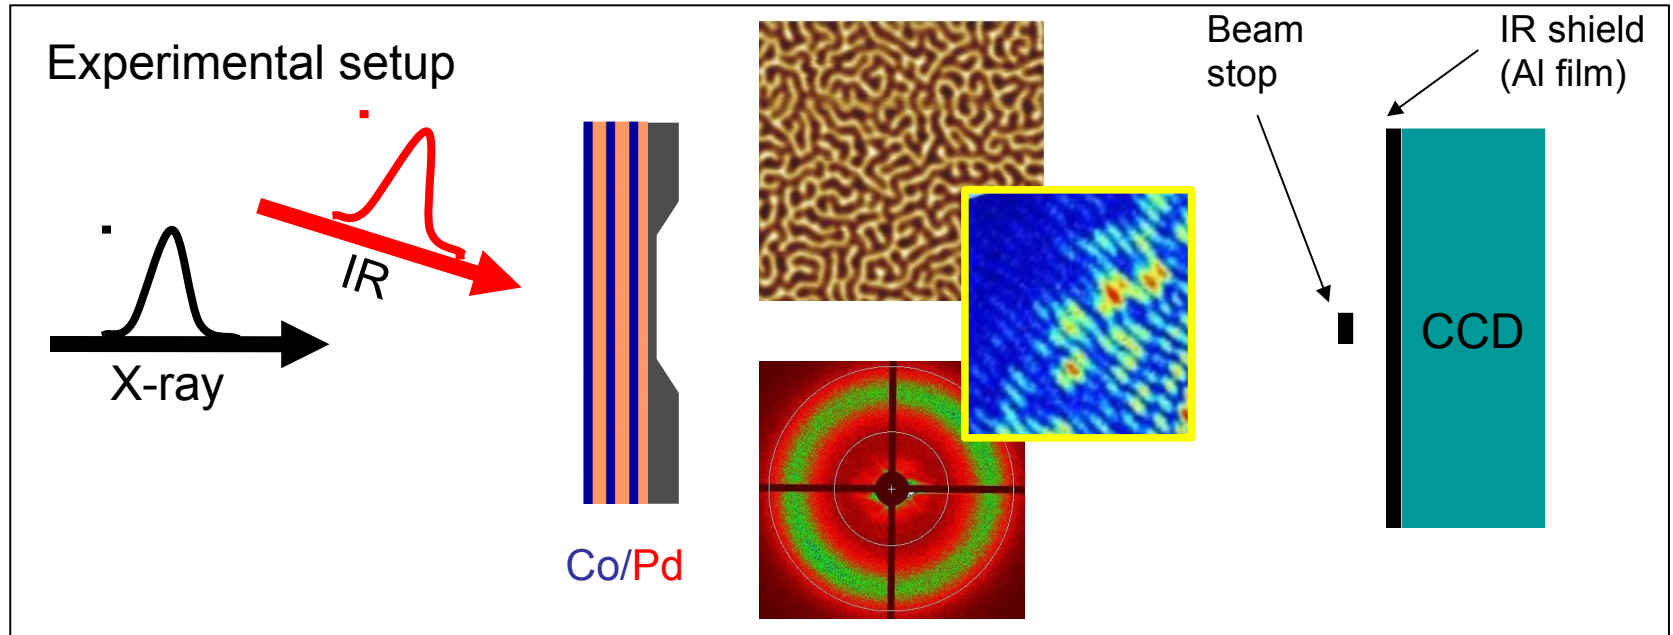 Experimental setup
IR
X-ray
Co/Pd
Beam
stop
IR shield
(Al film)
CCD